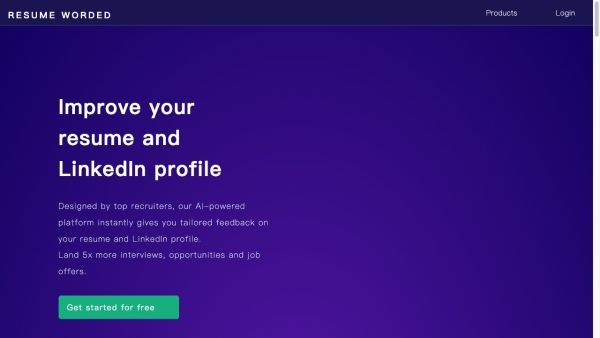 RESUME WORDED
Products
Login
Improve your
resume and
LinkedIn profile
Designed by top recruiters, our AI-powered
platform instantly gives you tailored feedback on
your resume and LinkedIn profile.
Land 5x more interviews, opportunities and job
offers.
Get started for free